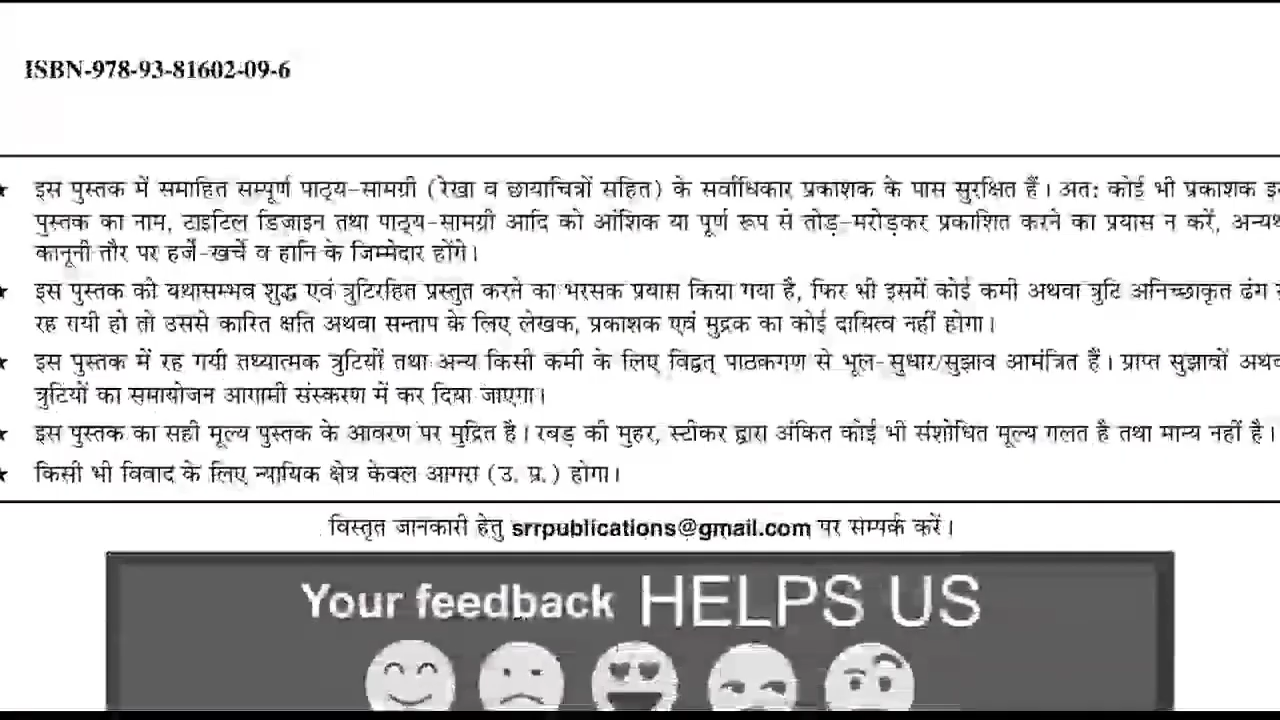 ISBN-978-93-81602-09-6
★ इस पुस्तक में समाहित सम्पूर्ण पाठ्य-सामग्री (रेखा व छायाचित्रों सहित) के सर्वाधिकार प्रकाशक के पास सुरक्षित हैं। अतः कोई भी प्रकाशक
पुस्तक का नाम, टाइटिल डिजाइन तथा पाठ्य-सामग्री आदि को आंशिक या पूर्ण रूप से तोड़-मरोड़कर प्रकाशित करने का प्रयास न करें,
कानूनी तौर पर हर्जे-खर्चे व हानि के जिम्मेदार होंगे।
★ इस पुस्तक को यथासम्भव शुद्ध एवं त्रुटिरहित प्रस्तुत करने का भरसक प्रयास किया गया है, फिर भी इसमें कोई कमी अथवा त्रुटि अनिच्छाकृत ढंग
रह गयी हो तो उससे कारित क्षति अथवा सन्ताप के लिए लेखक, प्रकाशक एवं मुद्रक का कोई दायित्व नहीं होगा।
★ इस पुस्तक में रह गयी तथ्यात्मक त्रुटियों तथा अन्य किसी कमी के लिए विद्वत् पाठकगण से भूल-सुधार/सुझाव आमंत्रित हैं। प्राप्त सुझावों
त्रुटियों का समायोजन आगामी संस्करण में कर दिया जाएगा।
★ इस पुस्तक का सही मूल्य पुस्तक के आवरण पर मुद्रित है। रबड़ की मुहर, स्टीकर द्वारा अंकित कोई भी संशोधित मूल्य गलत है तथा मान्य नहीं है।
★ किसी भी विवाद के लिए न्यायिक क्षेत्र केवल आगरा (उ. प्र.) होगा।
विस्तृत जानकारी हेतु srrpublications@gmail.com पर सम्पर्क करें।
Your feedback HELPS US